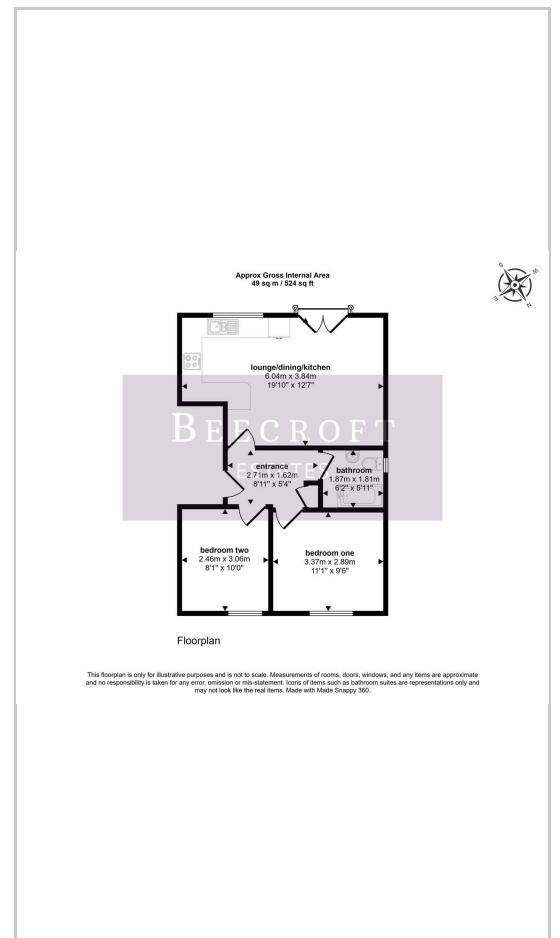 Approx Gross Internal Area
49 sq m / 524 sq ft
S
W
E
N
lounge/dining/kitchen
6.04m x 3.84m
19'10" x 12'7"
BEECROFT
ESTATES
entrance
2.71m x 1.62m
8'11" x 5'4"
bathroom
1.87m x 1.81m
6'2" x 5'11"
bedroom two
2.46m x 3.06m
8'1" x 10'0"
bedroom one
3.37m x 2.89m
11'1" x 9'6"
Floorplan
This floorplan is only for illustrative purposes and is not to scale. Measurements of rooms, doors, windows, and any items are approximate
and no responsibility is taken for any error, omission or mis-statement. Icons of items such as bathroom suites are representations only and
may not look like the real items. Made with Made Snappy 360.